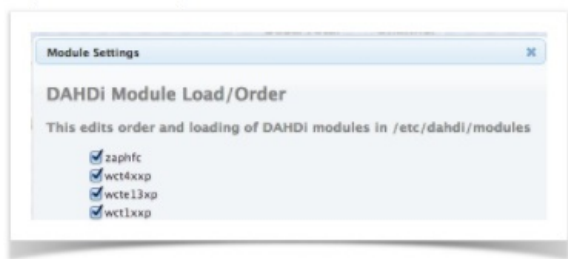 Module Settings
DAHDi Module Load/Order
This edits order and loading of DAHDi modules in /etc/dahdi/modules
zaphfc
wct4xxp
wcte13xp
wct1xxp